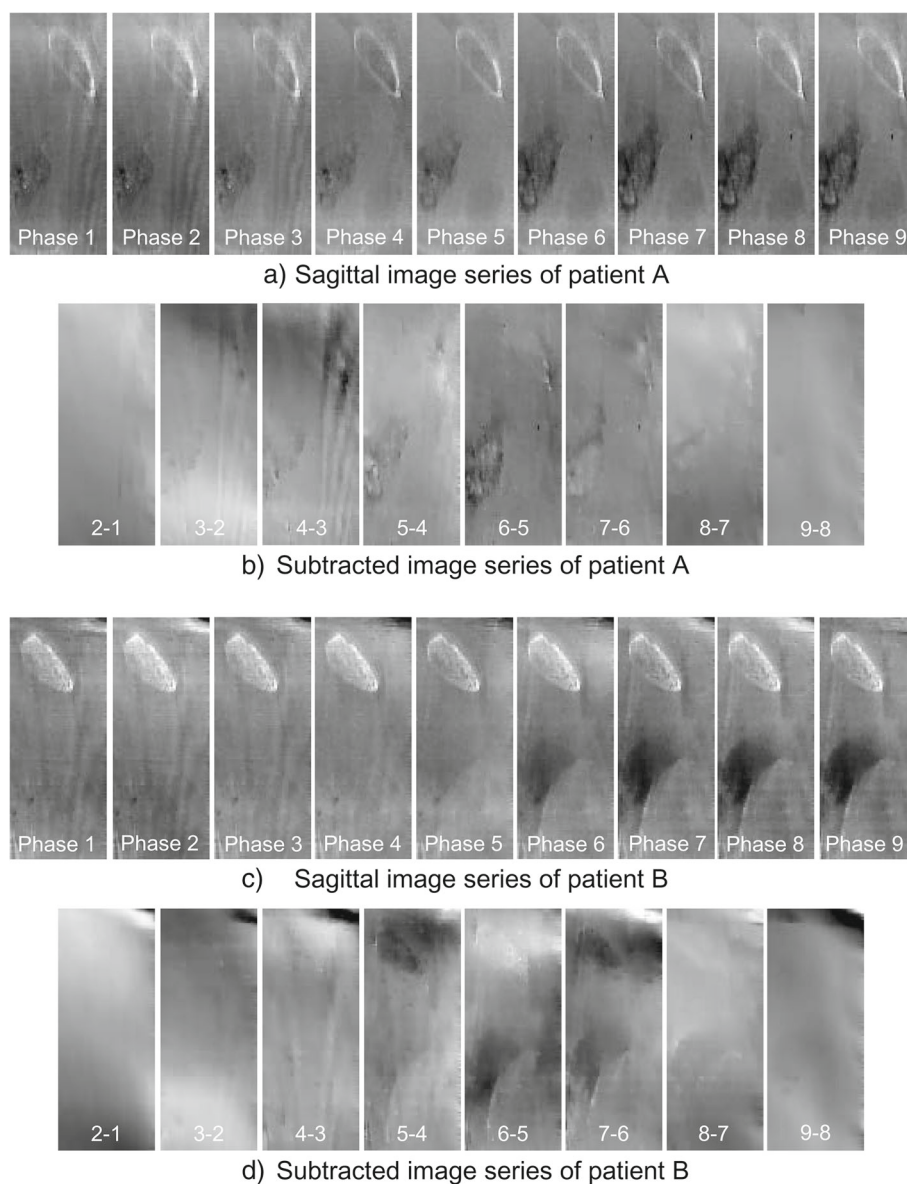 Phase 1 Phase 2 Phase 3 Phase 4 Phase 5 Phase 6 Phase 7 Phase 8 Phase 9
a) Sagittal image series of patient A
2-1 3-2 4-3 5-4 6-5 7-6 8-7 9-8
b) Subtracted image series of patient A
Phase 1 Phase 2 Phase 3 Phase 4 Phase 5 Phase 6 Phase 7 Phase 8 Phase 9
c) Sagittal image series of patient B
2-1 3-2 4-3 5-4 6-5 7-6 8-7 9-8
d) Subtracted image series of patient B